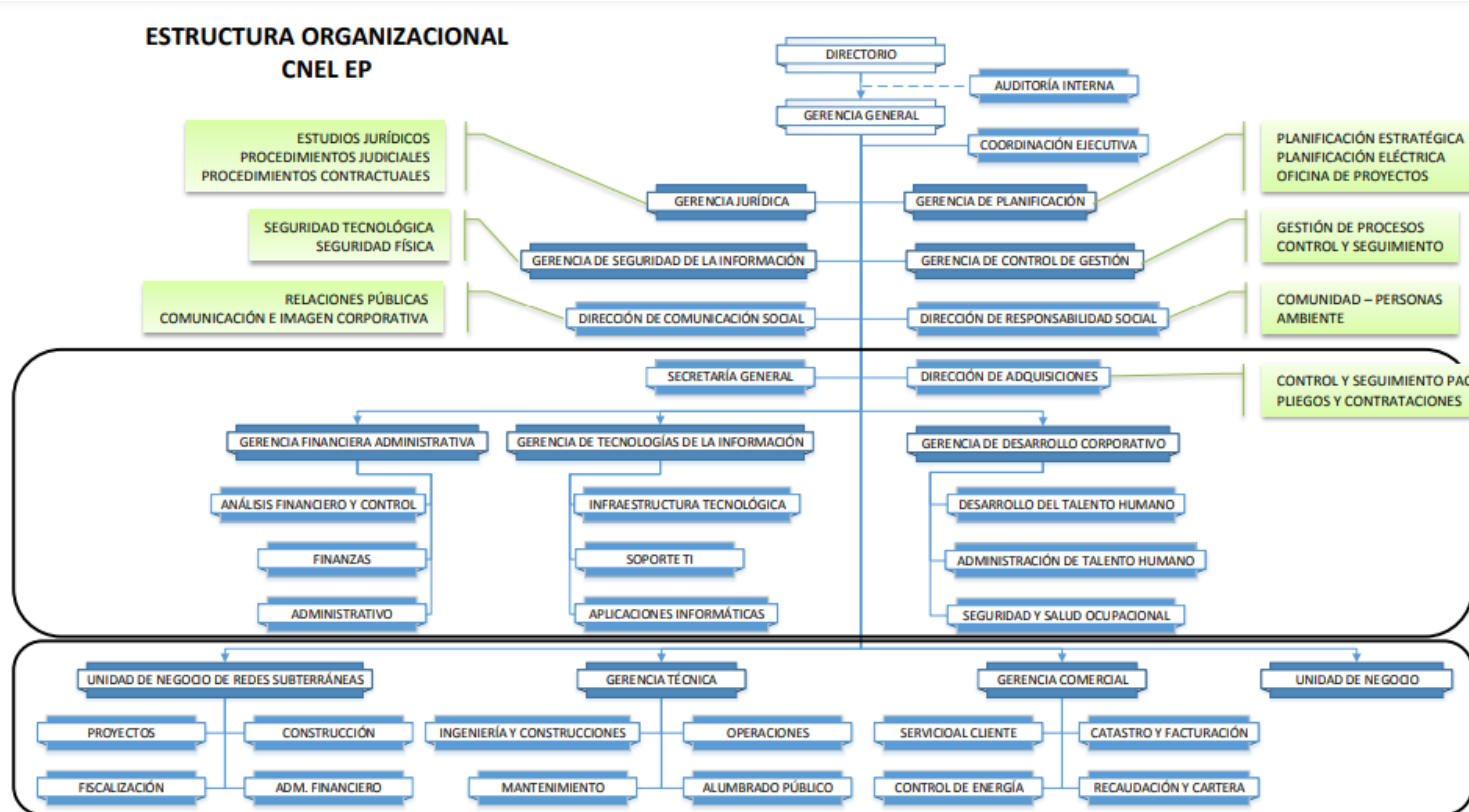 ESTRUCTURA ORGANIZACIONAL
CNEL EP
DIRECTORIO
AUDITORÍA INTERNA
GERENCIA GENERAL
COORDINACIÓN EJECUTIVA
ESTUDIOS JURÍDICOS
PROCEDIMIENTOS JUDICIALES
PROCEDIMIENTOS CONTRACTUALES
PLANIFICACIÓN ESTRATÉGICA
PLANIFICACIÓN ELÉCTRICA
OFICINA DE PROYECTOS
GERENCIA JURÍDICA
GERENCIA DE PLANIFICACIÓN
SEGURIDAD TECNOLÓGICA
SEGURIDAD FÍSICA
GESTIÓN DE PROCESOS
CONTROL Y SEGUIMIENTO
GERENCIA DE SEGURIDAD DE LA INFORMACIÓN
GERENCIA DE CONTROL DE GESTIÓN
RELACIONES PÚBLICAS
COMUNICACIÓN E IMAGEN CORPORATIVA
COMUNIDAD – PERSONAS
AMBIENTE
DIRECCIÓN DE COMUNICACIÓN SOCIAL
DIRECCIÓN DE RESPONSABILIDAD SOCIAL
SECRETARÍA GENERAL
DIRECCIÓN DE ADQUISICIONES
CONTROL Y SEGUIMIENTO PAC
PLIEGOS Y CONTRATACIONES
GERENCIA FINANCIERA ADMINISTRATIVA
GERENCIA DE TECNOLOGÍAS DE LA INFORMACIÓN
GERENCIA DE DESARROLLO CORPORATIVO
ANÁLISIS FINANCIERO Y CONTROL
INFRAESTRUCTURA TECNOLÓGICA
DESARROLLO DEL TALENTO HUMANO
FINANZAS
SOPORTE TI
ADMINISTRACIÓN DE TALENTO HUMANO
ADMINISTRATIVO
APLICACIONES INFORMÁTICAS
SEGURIDAD Y SALUD OCUPACIONAL
UNIDAD DE NEGOCIO DE REDES SUBTERRÁNEAS
GERENCIA TÉCNICA
GERENCIA COMERCIAL
UNIDAD DE NEGOCIO
PROYECTOS
CONSTRUCCIÓN
INGENIERÍA Y CONSTRUCCIONES
OPERACIONES
SERVICIOAL CLIENTE
CATASTRO Y FACTURACIÓN
FISCALIZACIÓN
ADM. FINANCIERO
MANTENIMIENTO
ALUMBRADO PÚBLICO
CONTROL DE ENERGÍA
RECAUDACIÓN Y CARTERA